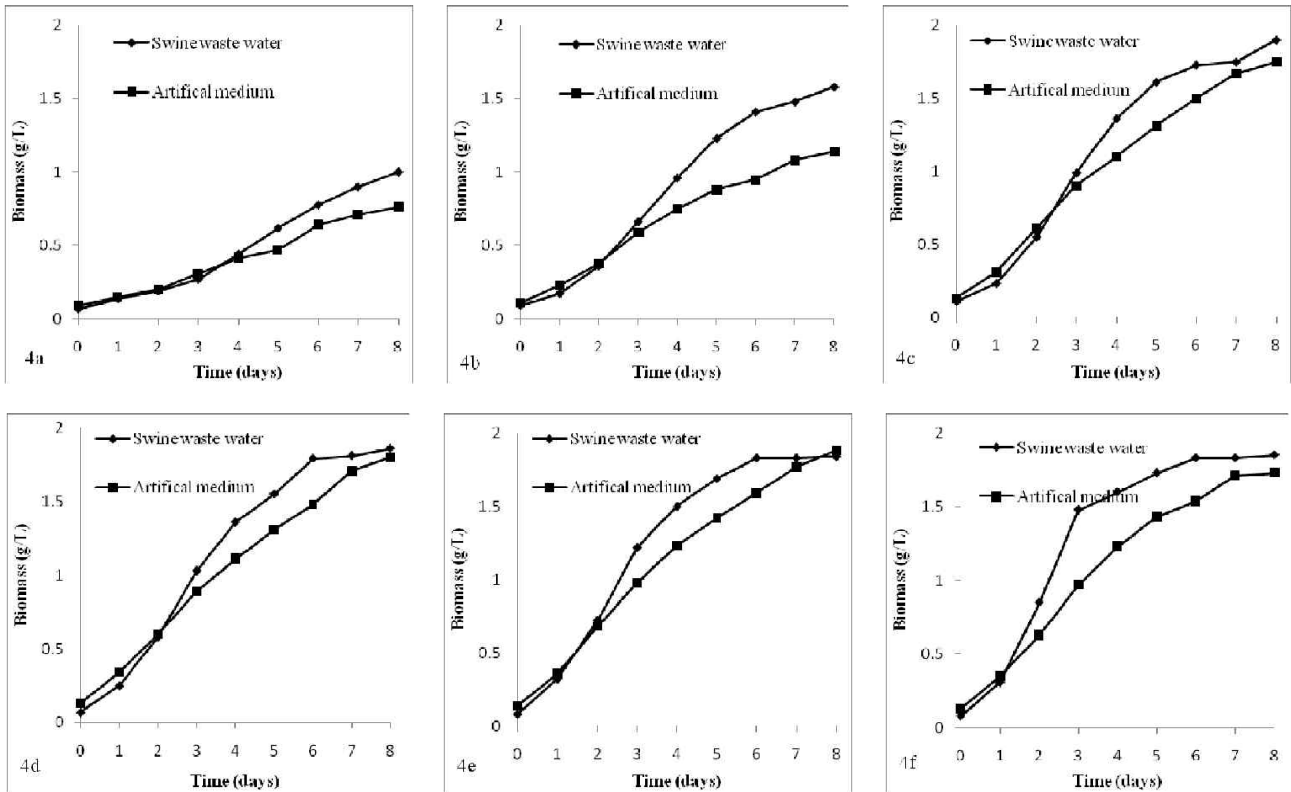 2
Swine waste water
1.5
Artifical medium
Biomass (g/L)
1
0.5
0
0 1 2 3 4 5 6 7 8
4a
Time (days)
2
Swine waste water
Artifical medium
1.5
Biomass (g/L)
1
0.5
0
0 1 2 3 4 5 6 7 8
4b
Time (days)
2
Swine waste water
Artifical medium
1.5
Biomass (g/L)
1
0.5
0
0 1 2 3 4 5 6 7 8
4c
Time (days)
2
Swine waste water
Artifical medium
1.5
Biomass (g/L)
1
0.5
0
0 1 2 3 4 5 6 7 8
4d
Time (days)
2
Swine waste water
Artifical medium
1.5
Biomass (g/L)
1
0.5
0
0 1 2 3 4 5 6 7 8
4e
Time (days)
2
Swine waste water
Artifical medium
1.5
Biomass (g/L)
1
0.5
0
0 1 2 3 4 5 6 7 8
4f
Time (days)